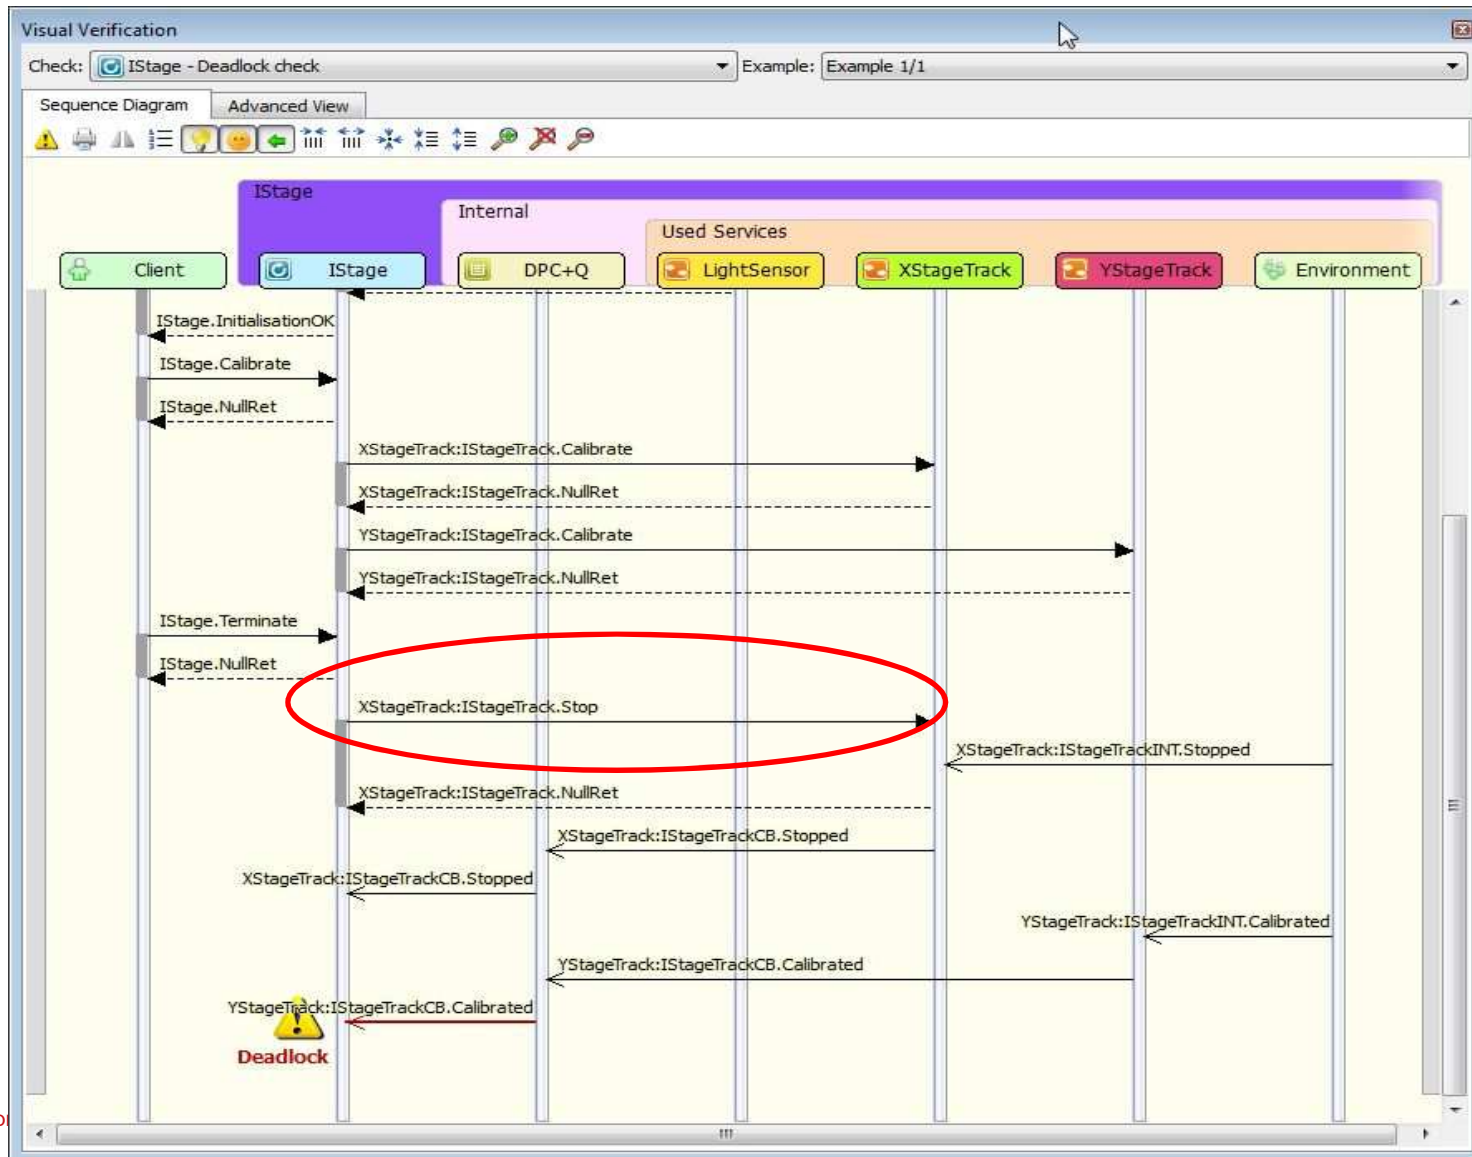 Visual Verification
Check: IStage - Deadlock check Example: Example 1/1
Sequence Diagram Advanced View
IStage
Internal
Used Services
Client IStage DPC+Q LightSensor XStageTrack YStageTrack Environment
IStage.InitialisationOK
IStage.Calibrate
IStage.NullRet
XStageTrack:IStageTrack.Calibrate
XStageTrack:IStageTrack.NullRet
YStageTrack:IStageTrack.Calibrate
YStageTrack:IStageTrack.NullRet
IStage.Terminate
IStage.NullRet
XStageTrack:IStageTrack.Stop
XStageTrack:IStageTrackINT.Stopped
XStageTrack:IStageTrack.NullRet
XStageTrack:IStageTrackCB.Stopped
XStageTrack:IStageTrackCB.Stopped
YStageTrack:IStageTrackINT.Calibrated
YStageTrack:IStageTrackCB.Calibrated
YStageTrack:IStageTrackCB.Calibrated
Deadlock